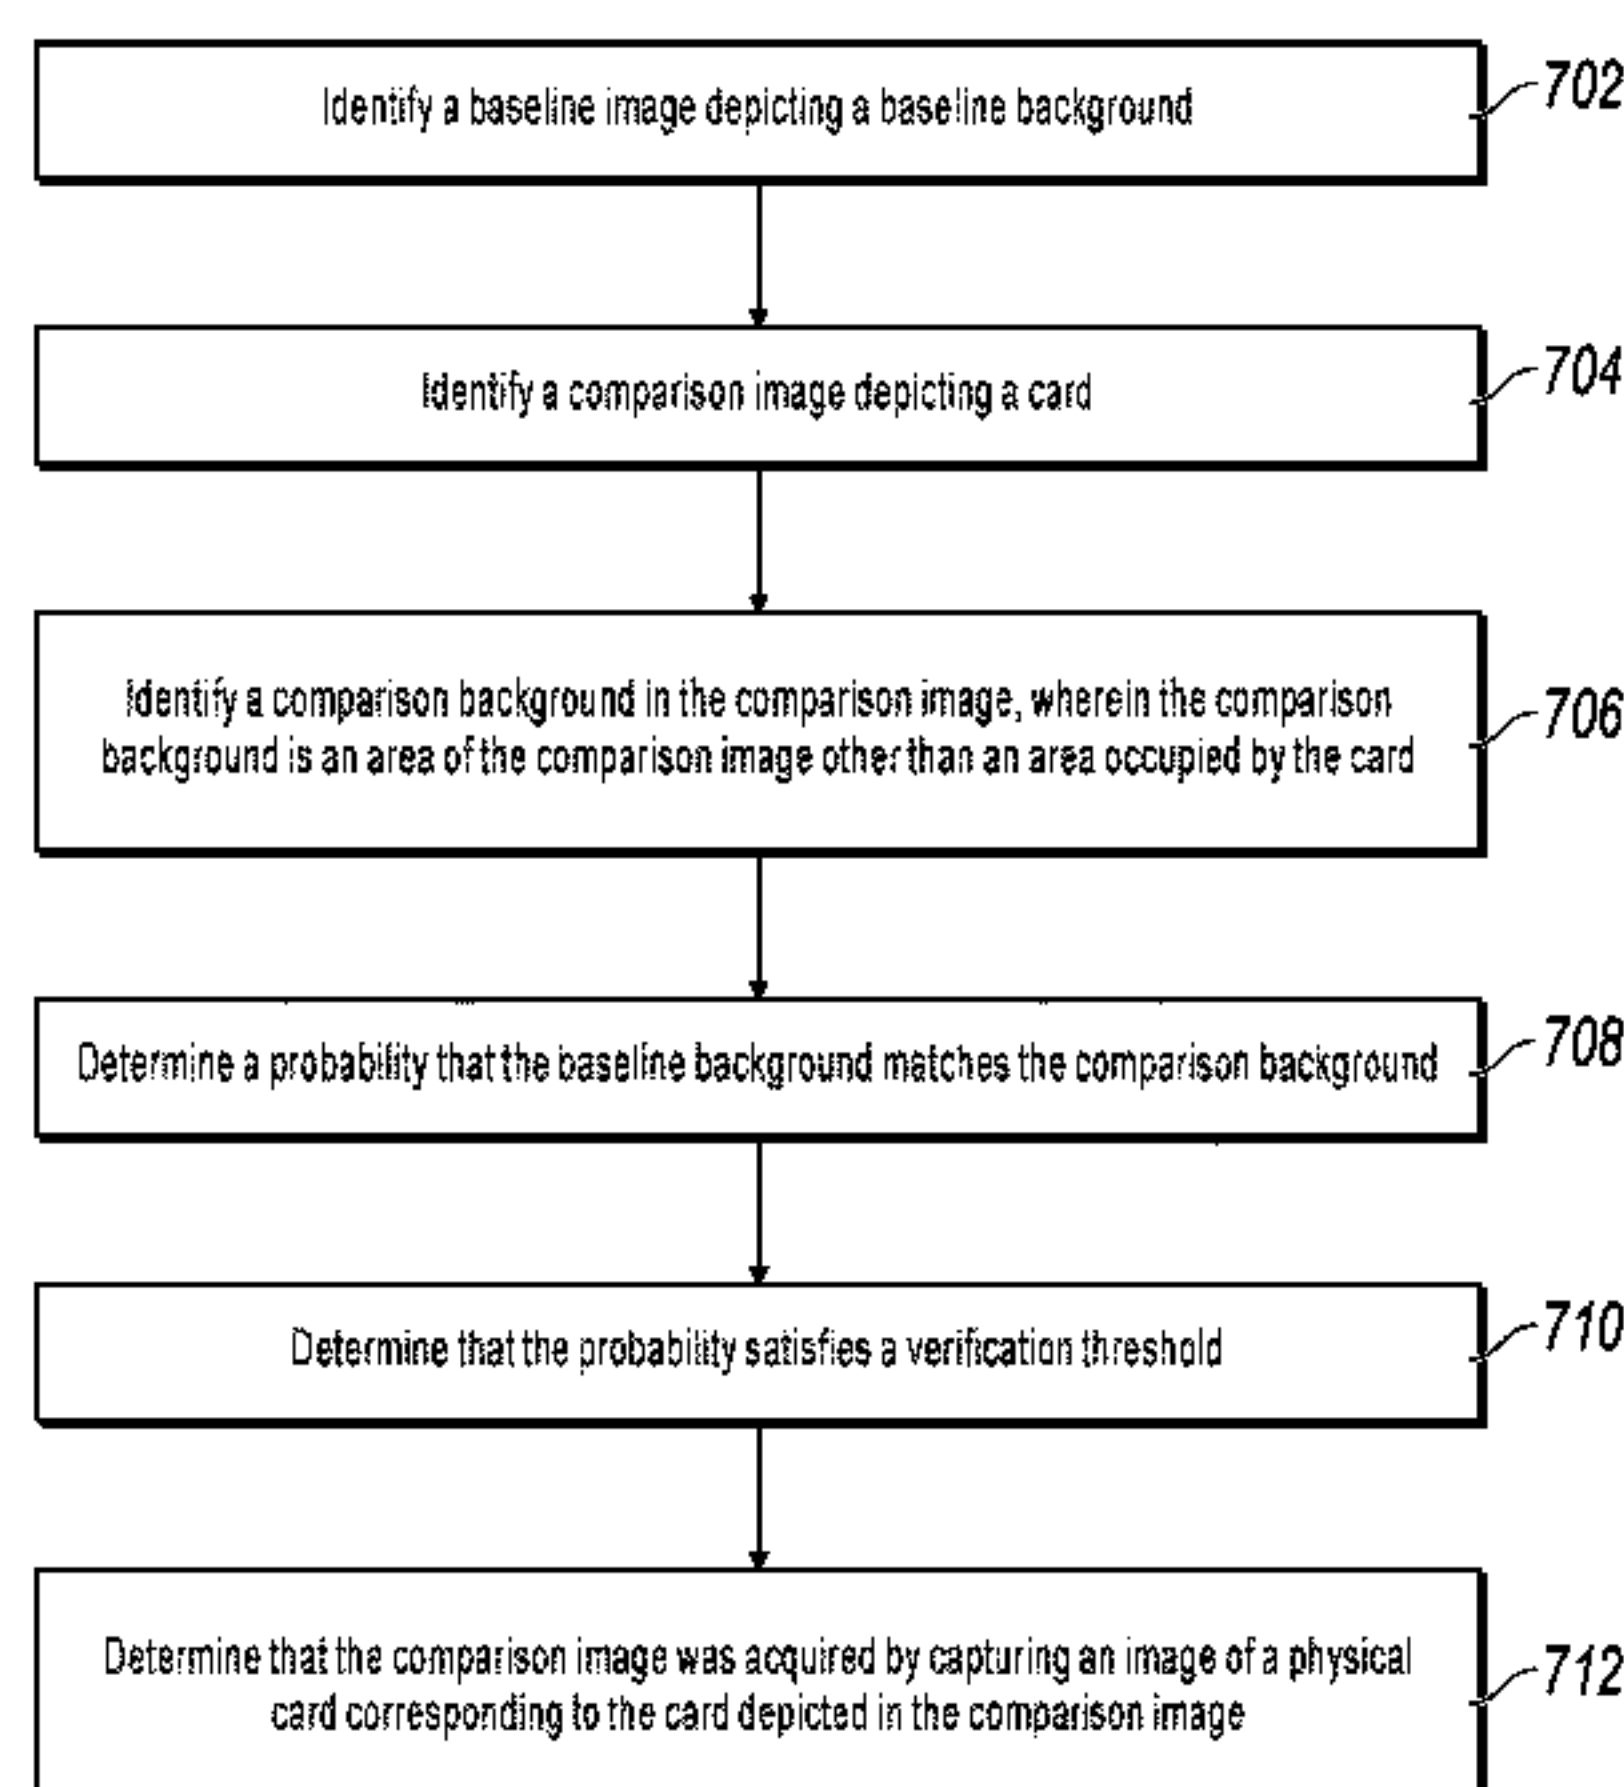 Identify a baseline image depicting a baseline background
702
Identify a comparison image depicting a card
704
Identify a comparison background in the comparison image, wherein the comparison
background is an area of the comparison image other than an area occupied by the card
706
Determine a probability that the baseline background matches the comparison background
708
Determine that the probability satisfies a verification threshold
710
Determine that the comparison image was acquired by capturing an image of a physical
card corresponding to the card depicted in the comparison image
712